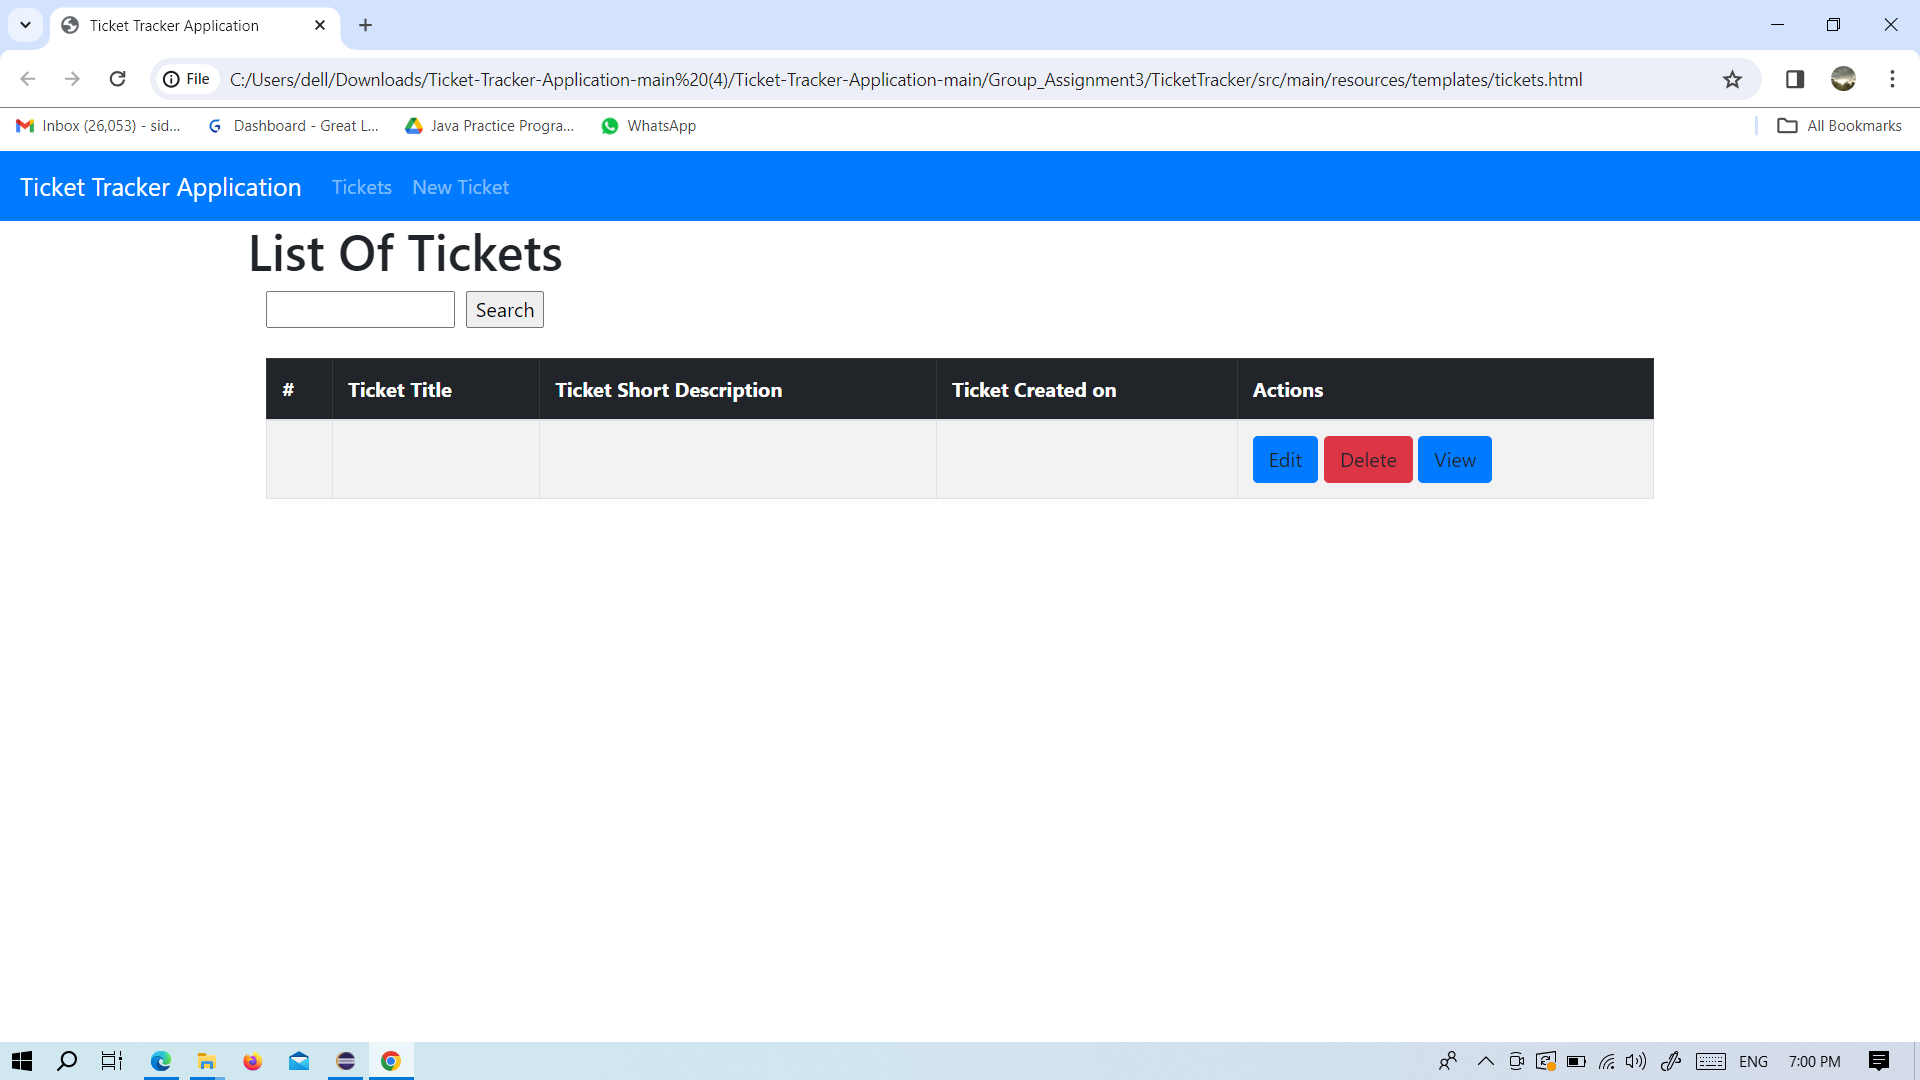 Ticket Tracker Application
File C:/Users/dell/Downloads/Ticket-Tracker-Application-main%20(4)/Ticket-Tracker-Application-main/Group_Assignment3/TicketTracker/src/main/resources/templates/tickets.html
Inbox (26,053) - sid... Dashboard - Great L... Java Practice Progra... WhatsApp All Bookmarks
Ticket Tracker Application Tickets New Ticket
List Of Tickets
Search
# Ticket Title Ticket Short Description Ticket Created on Actions
Edit Delete View
ENG 7:00 PM